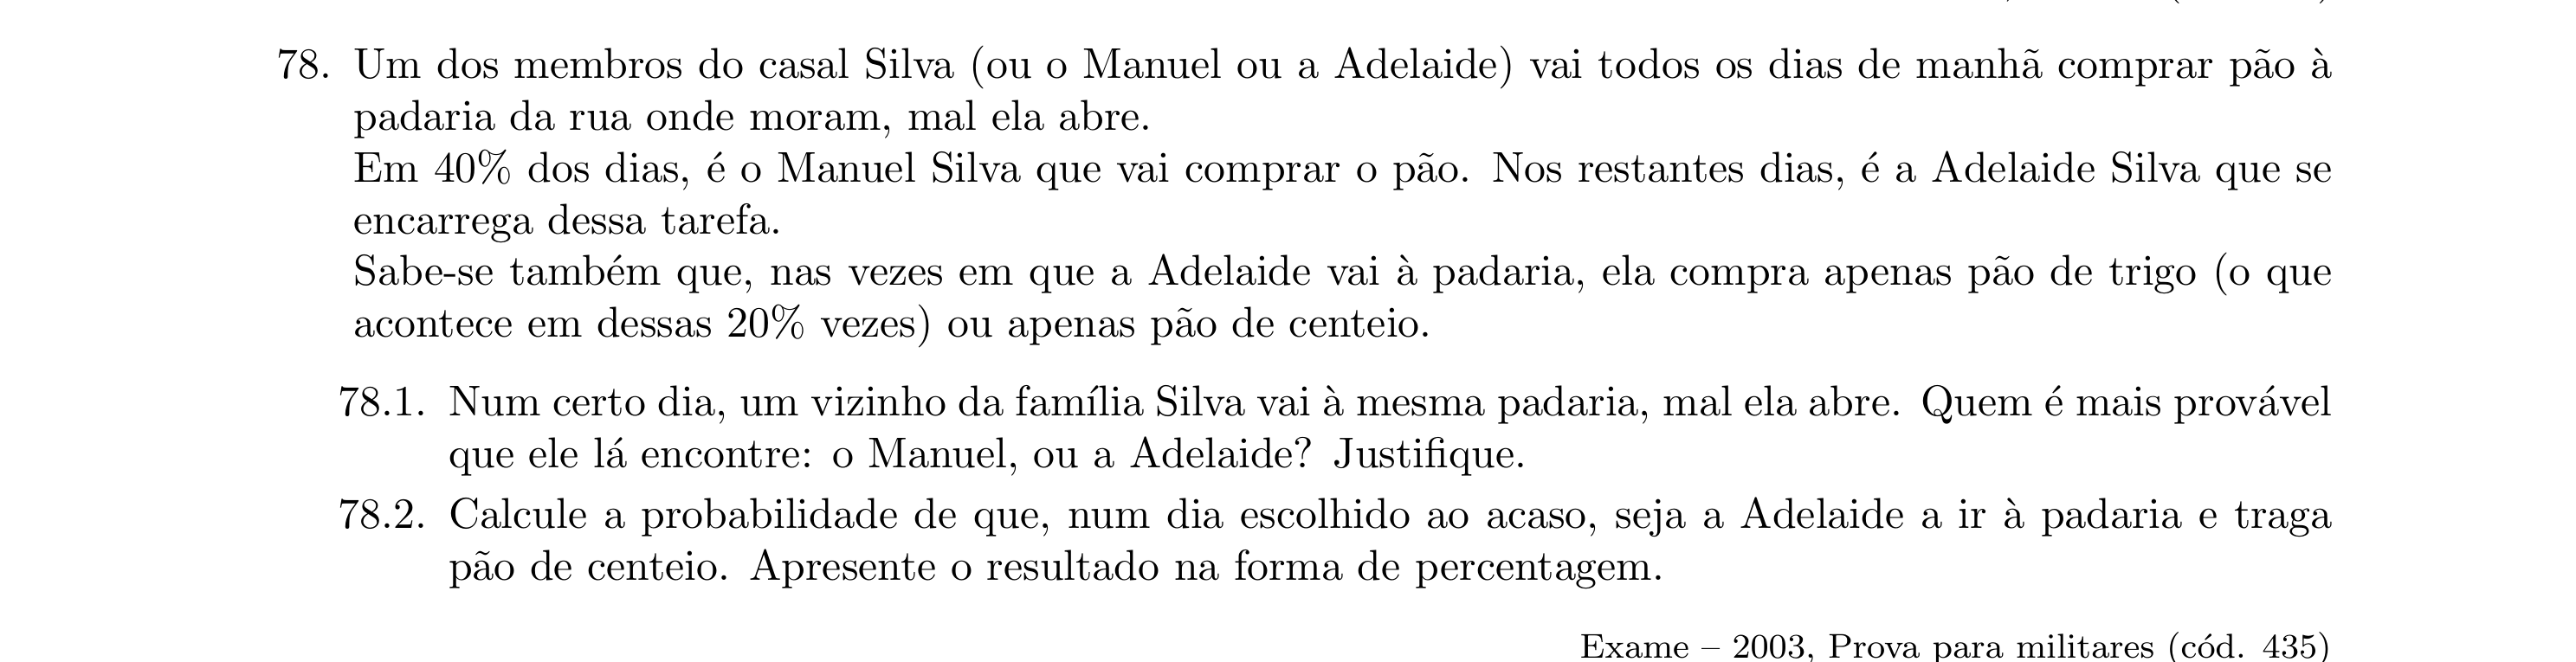 78. Um dos membros do casal Silva (ou o Manuel ou a Adelaide) vai todos os dias de manhã comprar pão à
padaria da rua onde moram, mal ela abre.
Em 40% dos dias, é o Manuel Silva que vai comprar o pão. Nos restantes dias, é a Adelaide Silva que se
encarrega dessa tarefa.
Sabe-se também que, nas vezes em que a Adelaide vai à padaria, ela compra apenas pão de trigo (o que
acontece em dessas 20% vezes) ou apenas pão de centeio.
78.1. Num certo dia, um vizinho da família Silva vai à mesma padaria, mal ela abre. Quem é mais provável
que ele lá encontre: o Manuel, ou a Adelaide? Justifique.
78.2. Calcule a probabilidade de que, num dia escolhido ao acaso, seja a Adelaide a ir à padaria e traga
pão de centeio. Apresente o resultado na forma de percentagem.
Exame – 2003, Prova para militares (cód. 435)